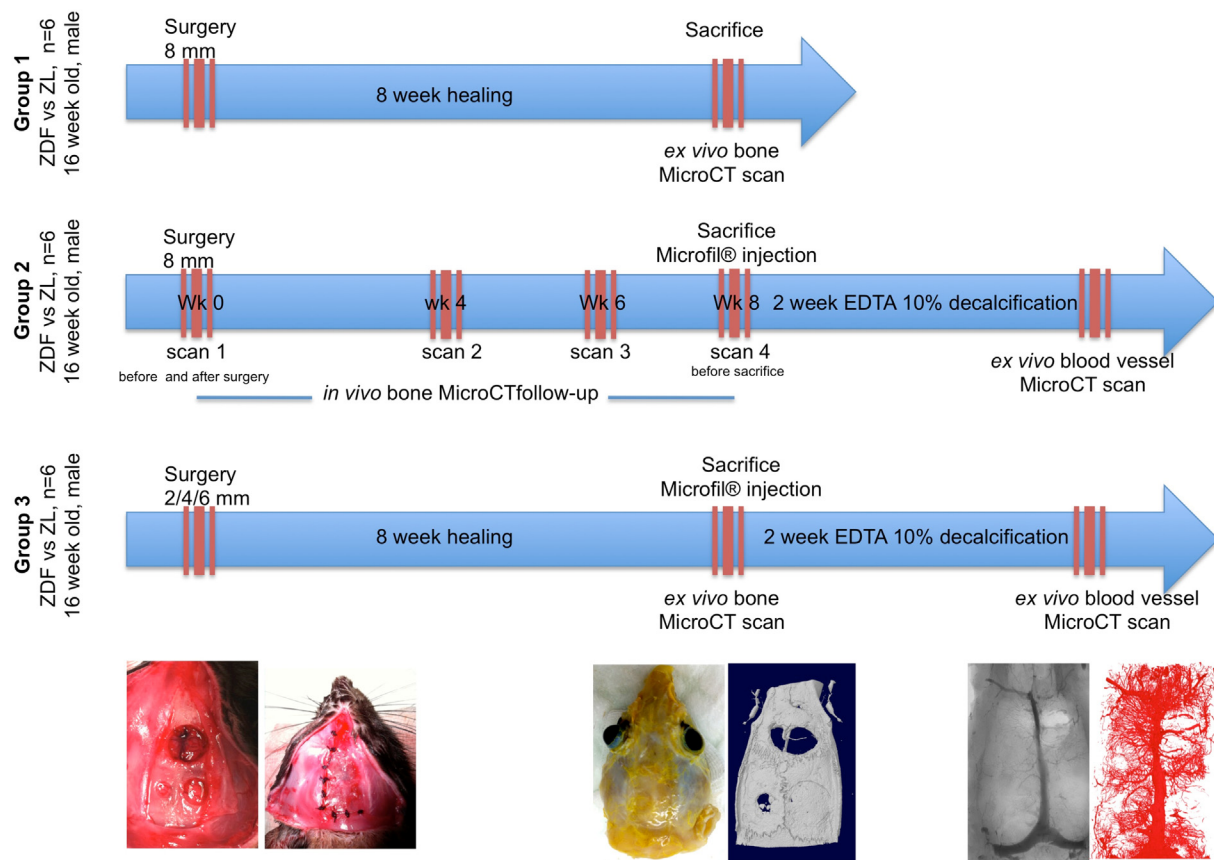 Group 1
ZDF vs ZL, n=6
16 week old, male
Surgery
8 mm
Sacrifice
8 week healing
ex vivo bone
MicroCT scan
Group 2
ZDF vs ZL, n=6
16 week old, male
Surgery
8 mm
Sacrifice
Microfil® injection
Wk 0
wk 4
Wk 6
Wk 8
2 week EDTA 10% decalcification
scan 1
scan 2
scan 3
scan 4
before and after surgery
before sacrifice
ex vivo blood vessel
MicroCT scan
in vivo bone MicroCTfollow-up
Group 3
ZDF vs ZL, n=6
16 week old, male
Surgery
2/4/6 mm
Sacrifice
Microfil® injection
8 week healing
2 week EDTA 10% decalcification
ex vivo bone
MicroCT scan
ex vivo blood vessel
MicroCT scan